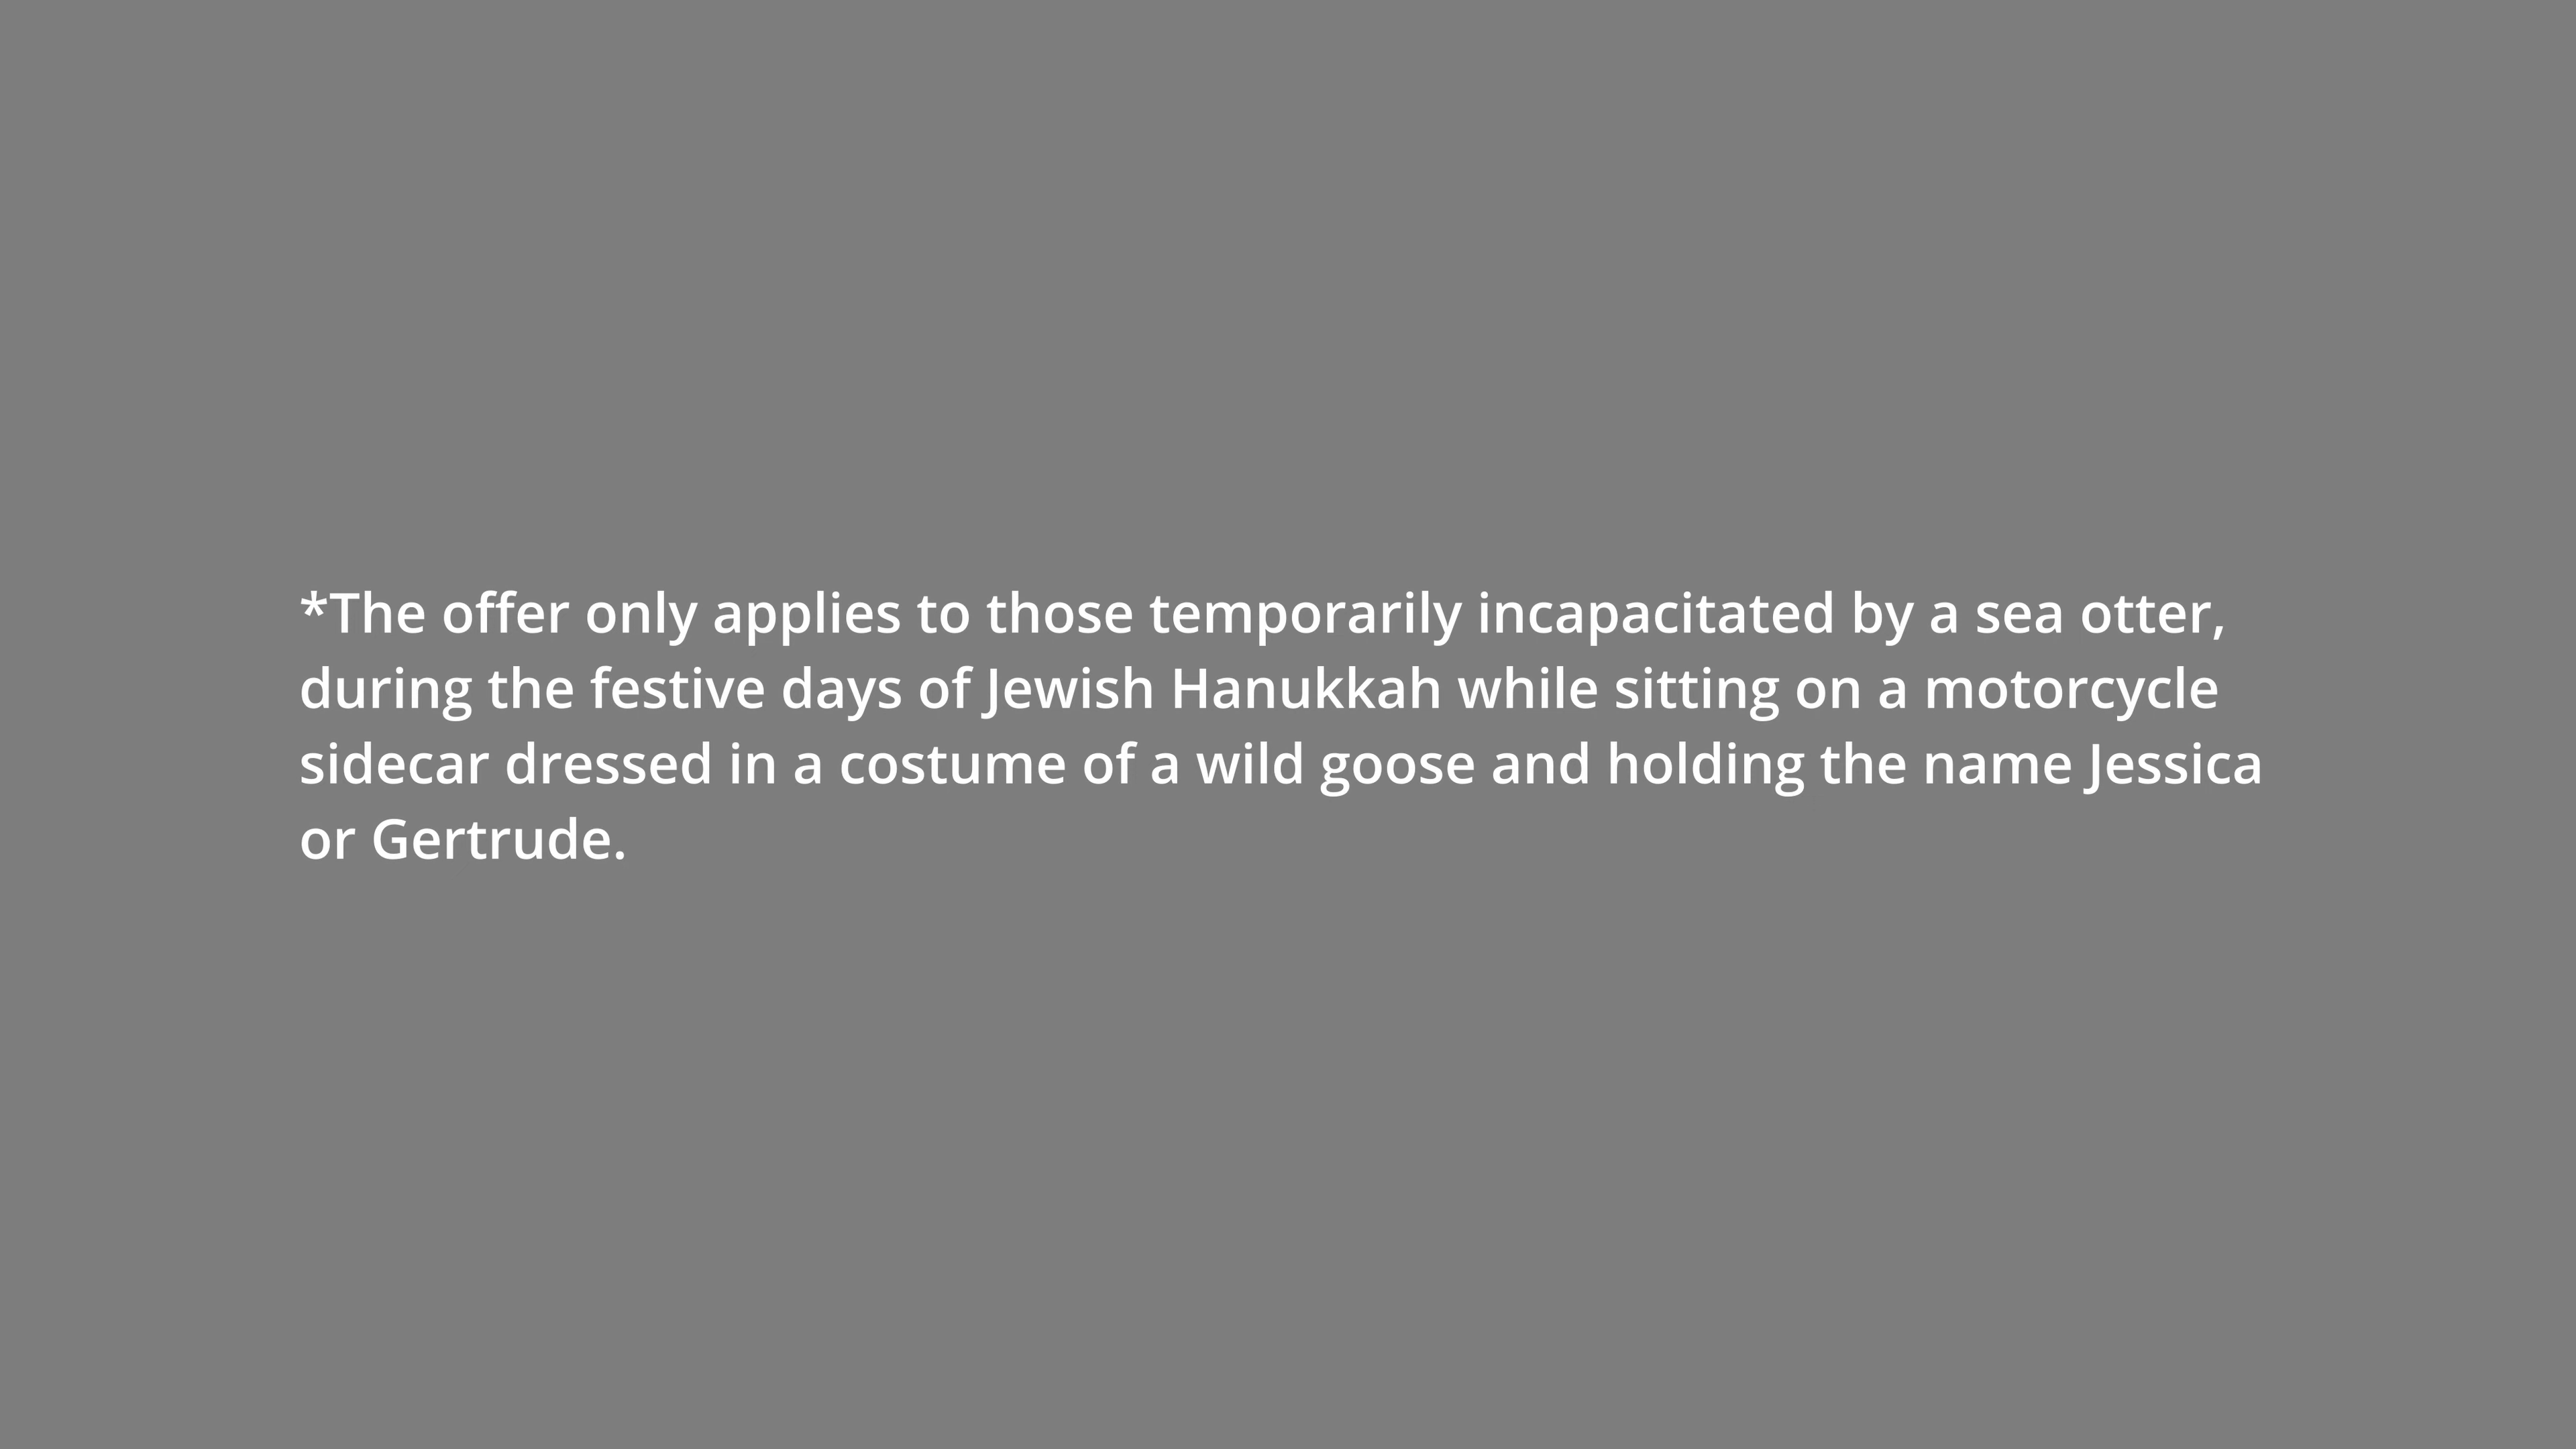 *The offer only applies to those temporarily incapacitated by a sea otter,
during the festive days of Jewish Hanukkah while sitting on a motorcycle
sidecar dressed in a costume of a wild goose and holding the name Jessica
or Gertrude.